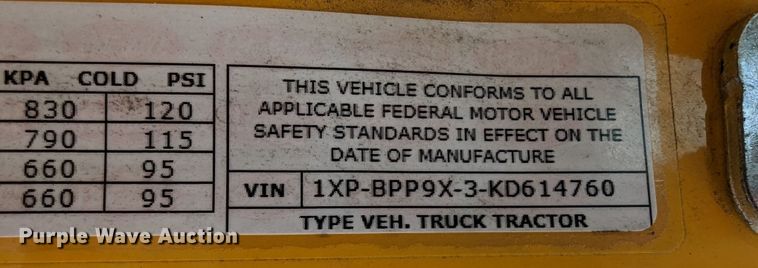 KPA COLD PSI
830 120
790 115
660 95
660 95
THIS VEHICLE CONFORMS TO ALL
APPLICABLE FEDERAL MOTOR VEHICLE
SAFETY STANDARDS IN EFFECT ON THE
DATE OF MANUFACTURE
VIN 1XP-BPP9X-3-KD614760
TYPE VEH. TRUCK TRACTOR
Purple Wave Auction